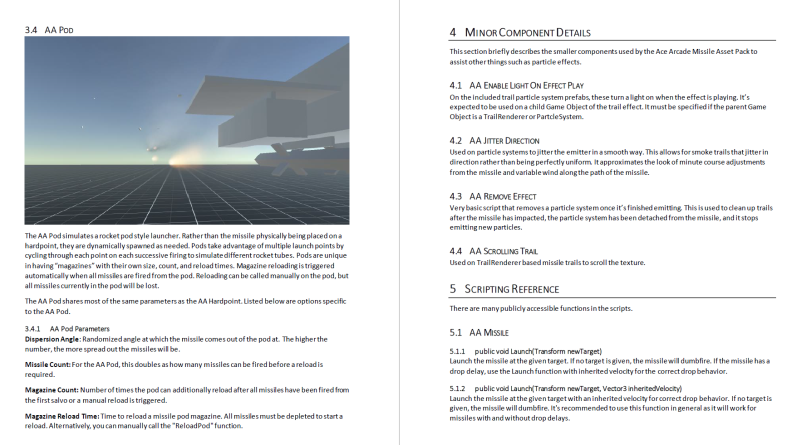 3.4 AA POD
The AA Pod simulates a rocket pod style launcher. Rather than the missile physically being placed on a
hardpoint, they are dynamically spawned as needed. Pods take advantage of multiple launch points by
cycling through each point on each successive firing to simulate different rocket tubes. Pods are unique
in having "magazines" with their own size, count, and reload times. Magazine reloading is triggered
automatically when all missiles are fired from the pod. Reloading can be called manually on the pod, but
all missiles currently in the pod will be lost.
The AA Pod shares most of the same parameters as the AA Hardpoint. Listed below are options specific
to the AA Pod.
3.4.1 AA Pod Parameters
Dispersion Angle: Randomized angle at which the missile comes out of the pod at. The higher the
number, the more spread out the missiles will be.
Missile Count: For the AA Pod, this doubles as how many missiles can be fired before a reload is
required.
Magazine Count: Number of times the pod can additionally reload after all missiles have been fired from
the first salvo or a manual reload is triggered.
Magazine Reload Time: Time to reload a missile pod magazine. All missiles must be depleted to start a
reload. Alternatively, you can manually call the "ReloadPod" function.
4 MINOR COMPONENT DETAILS
This section briefly describes the smaller components used by the Ace Arcade Missile Asset Pack to
assist other things such as particle effects.
4.1 AA ENABLE LIGHT ON EFFECT PLAY
On the included trail particle system prefabs, these turn a light on when the effect is playing. It's
expected to be used on a child Game Object of the trail effect. It must be specified if the parent Game
Object is a TrailRenderer or PartcleSystem.
4.2 AA JITTER DIRECTION
Used on particle systems to jitter the emitter in a smooth way. This allows for smoke trails that jitter in
direction rather than being perfectly uniform. It approximates the look of minute course adjustments
from the missile and variable wind along the path of the missile.
4.3 AA REMOVE EFFECT
Very basic script that removes a particle system once it's finished emitting. This is used to clean up trails
after the missile has impacted, the particle system has been detached from the missile, and it stops
emitting new particles.
4.4 AA SCROLLING TRAIL
Used on TrailRenderer based missile trails to scroll the texture.
5 SCRIPTING REFERENCE
There are many publicly accessible functions in the scripts.
5.1 AA MISSILE
5.1.1 public void Launch(Transform newTarget)
Launch the missile at the given target. If no target is given, the missile will dumbfire. If the missile has a
drop delay, use the Launch function with inherited velocity for the correct drop behavior.
5.1.2 public void Launch(Transform newTarget, Vector3 inheritedVelocity)
Launch the missile at the given target with an inherited velocity for correct drop behavior. If no target is
given, the missile will dumbfire. It's recommended to use this function in general as it will work for
missiles with and without drop delays.